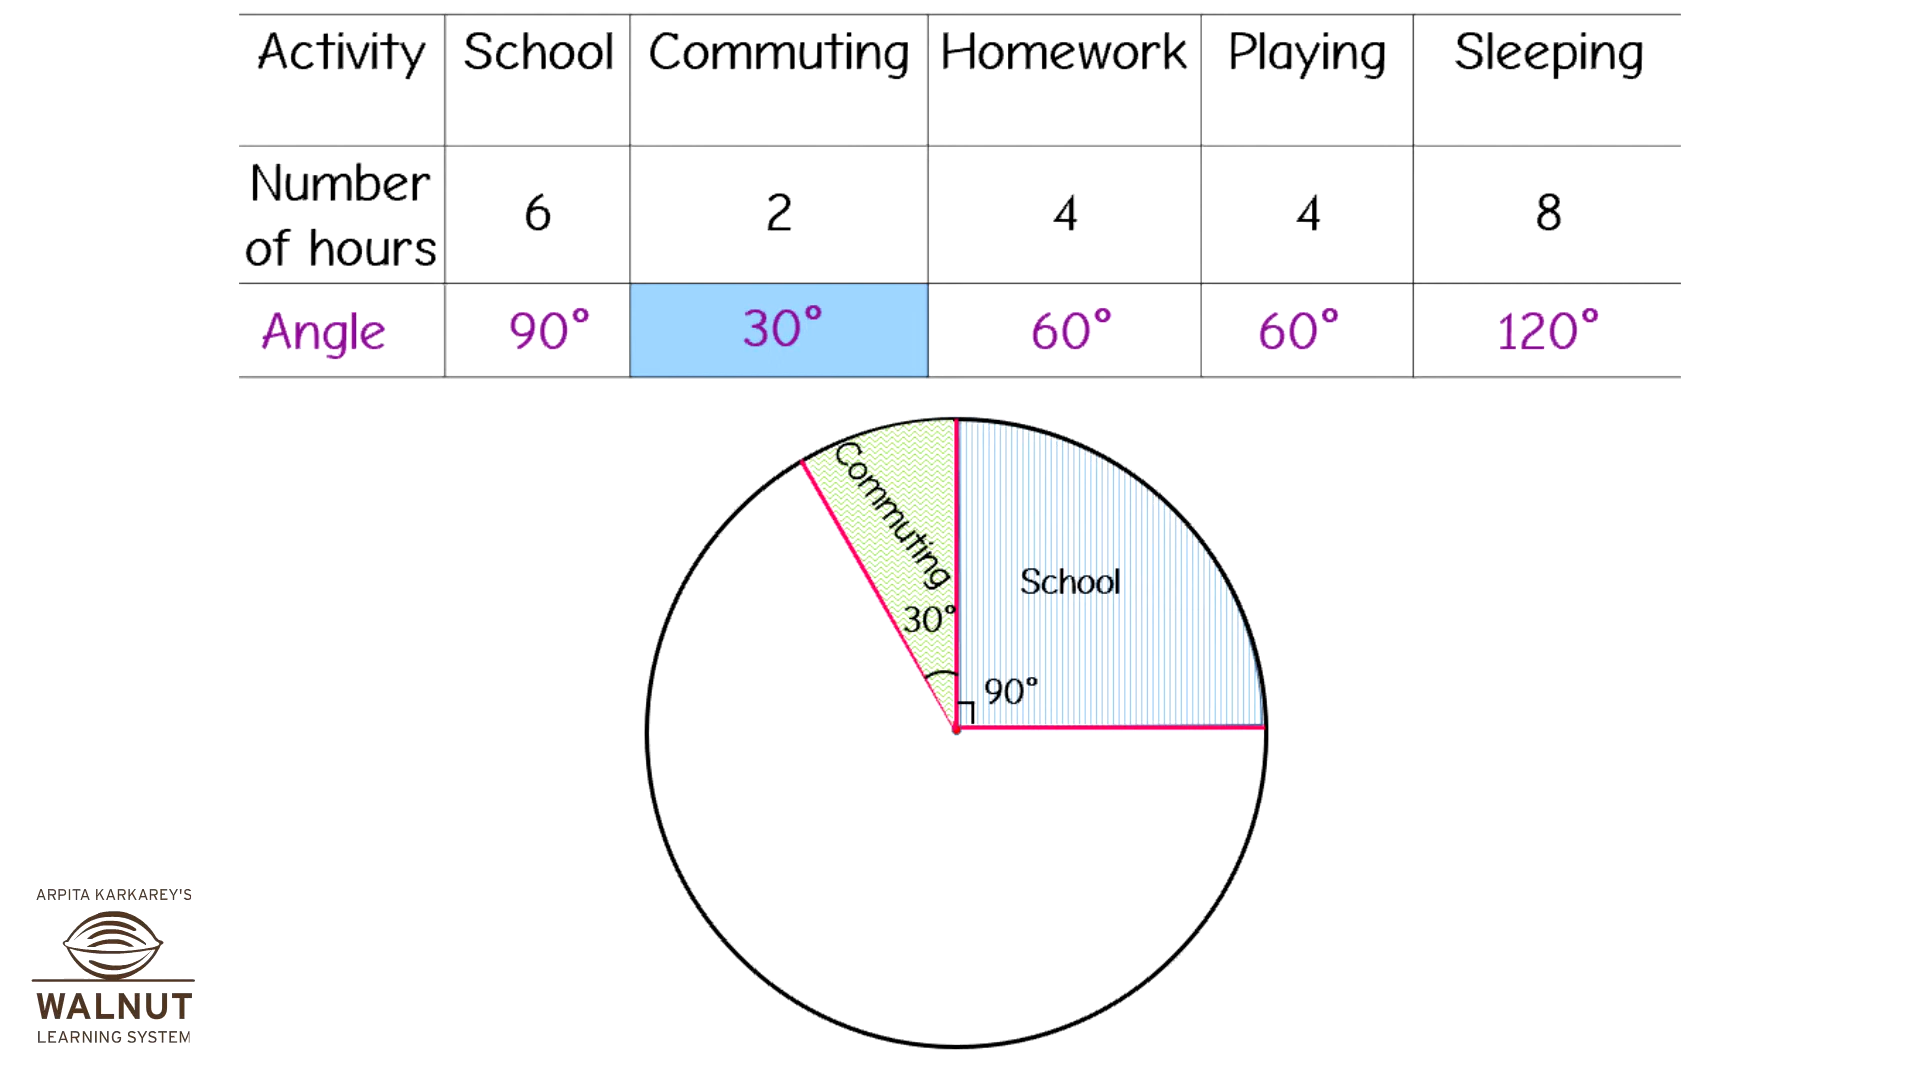 Activity School Commuting Homework Playing Sleeping
Number
of hours 6 2 4 4 8
Angle 90° 30° 60° 60° 120°
Commuting
School
30°
90°
ARPITA KARKAREY'S
WALNUT
LEARNING SYSTEM